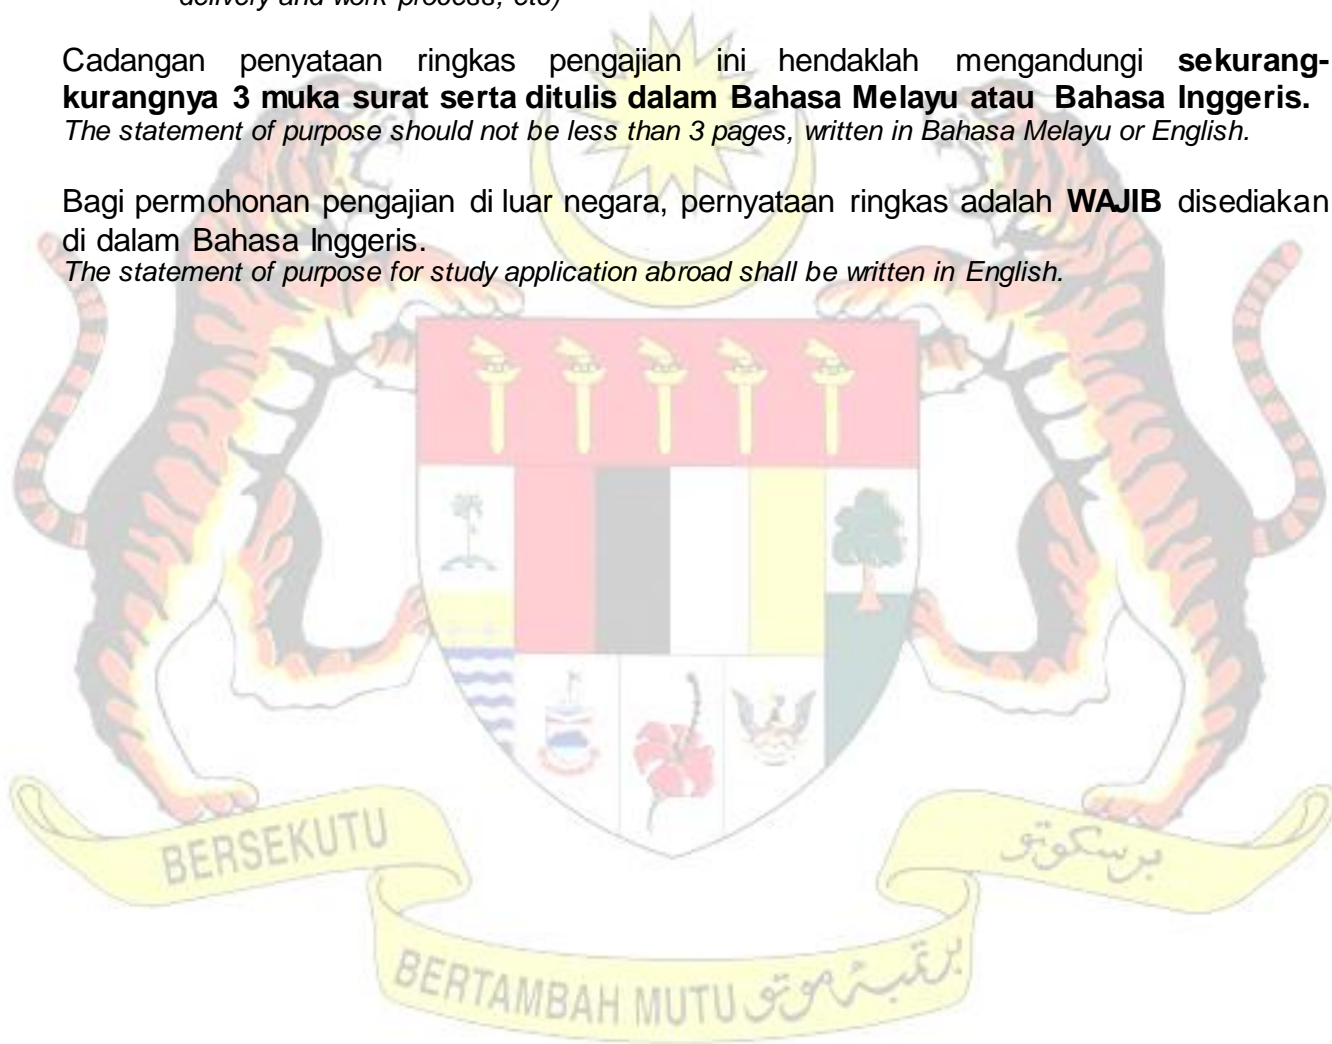 delivery and work process, etc)
Cadangan penyataan ringkas pengajian ini hendaklah mengandungi sekurang-
kurangnya 3 muka surat serta ditulis dalam Bahasa Melayu atau Bahasa Inggeris.
The statement of purpose should not be less than 3 pages, written in Bahasa Melayu or English.
Bagi permohonan pengajian di luar negara, pernyataan ringkas adalah WAJIB disediakan
di dalam Bahasa Inggeris.
The statement of purpose for study application abroad shall be written in English.
BERSEKUTU
برسكوتو
BERTAMBAH MUTU برتمبه موتو